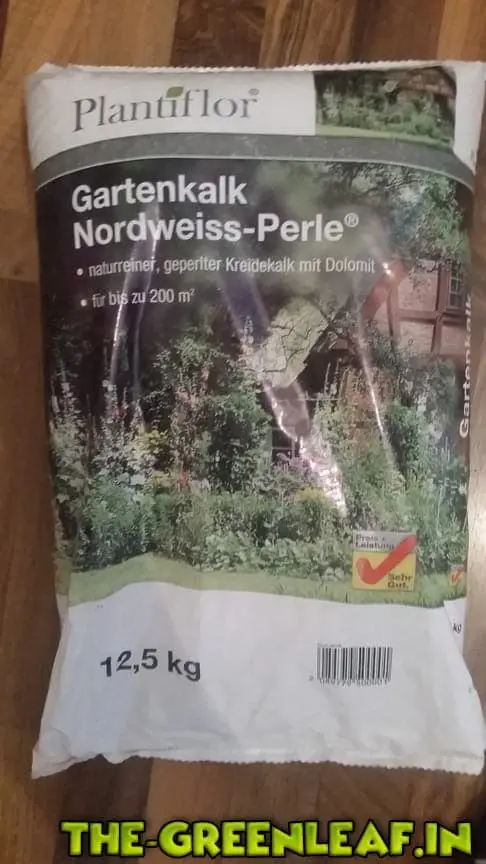 Plantiflor®
Gartenkalk
Nordweiss-Perle®
• naturreiner, geperlter Kreidekalk mit Dolomit
• für bis zu 200 m²
Gartenkalk
Preis +
Leistung
Sehr
Gut.
kg
12,5 kg
THE-GREENLEAF.IN